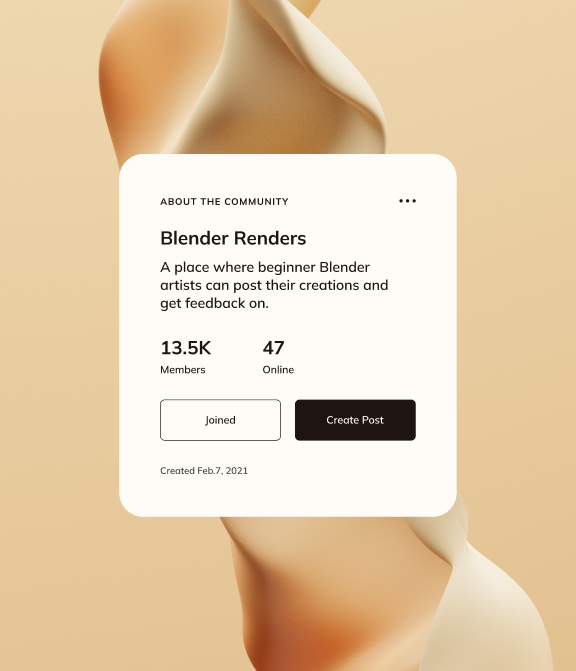 ABOUT THE COMMUNITY
Blender Renders
A place where beginner Blender
artists can post their creations and
get feedback on.
13.5K 47
Members Online
Joined Create Post
Created Feb.7, 2021